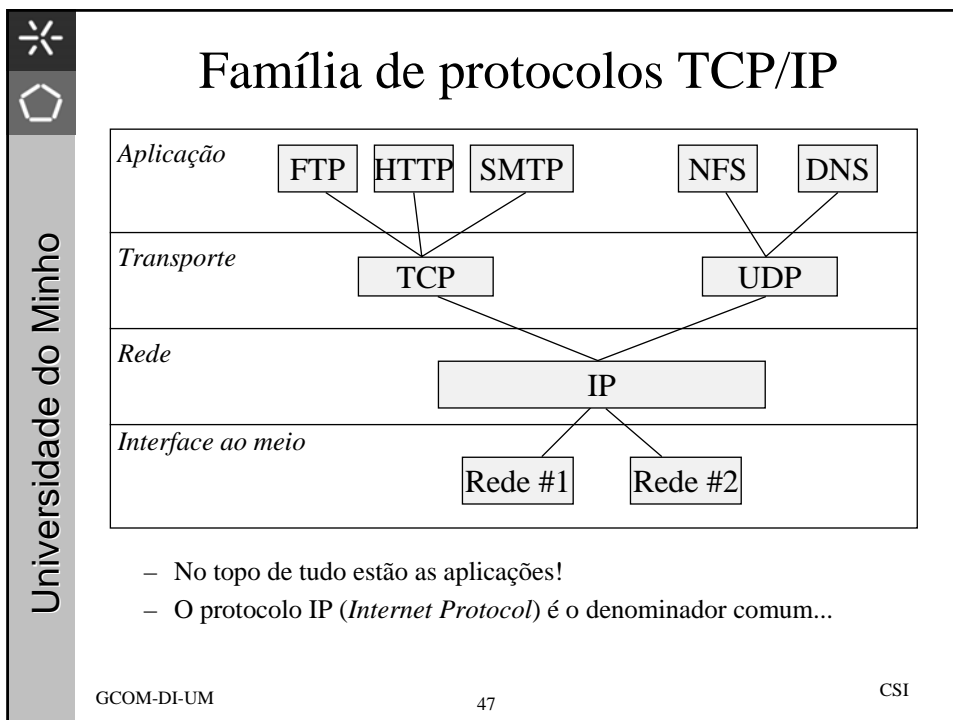 Família de protocolos TCP/IP
Universidade do Minho
Aplicação
FTP HTTP SMTP NFS DNS
Transporte
TCP UDP
Rede
IP
Interface ao meio
Rede #1 Rede #2
– No topo de tudo estão as aplicações!
– O protocolo IP (Internet Protocol) é o denominador comum...
GCOM-DI-UM 47 CSI